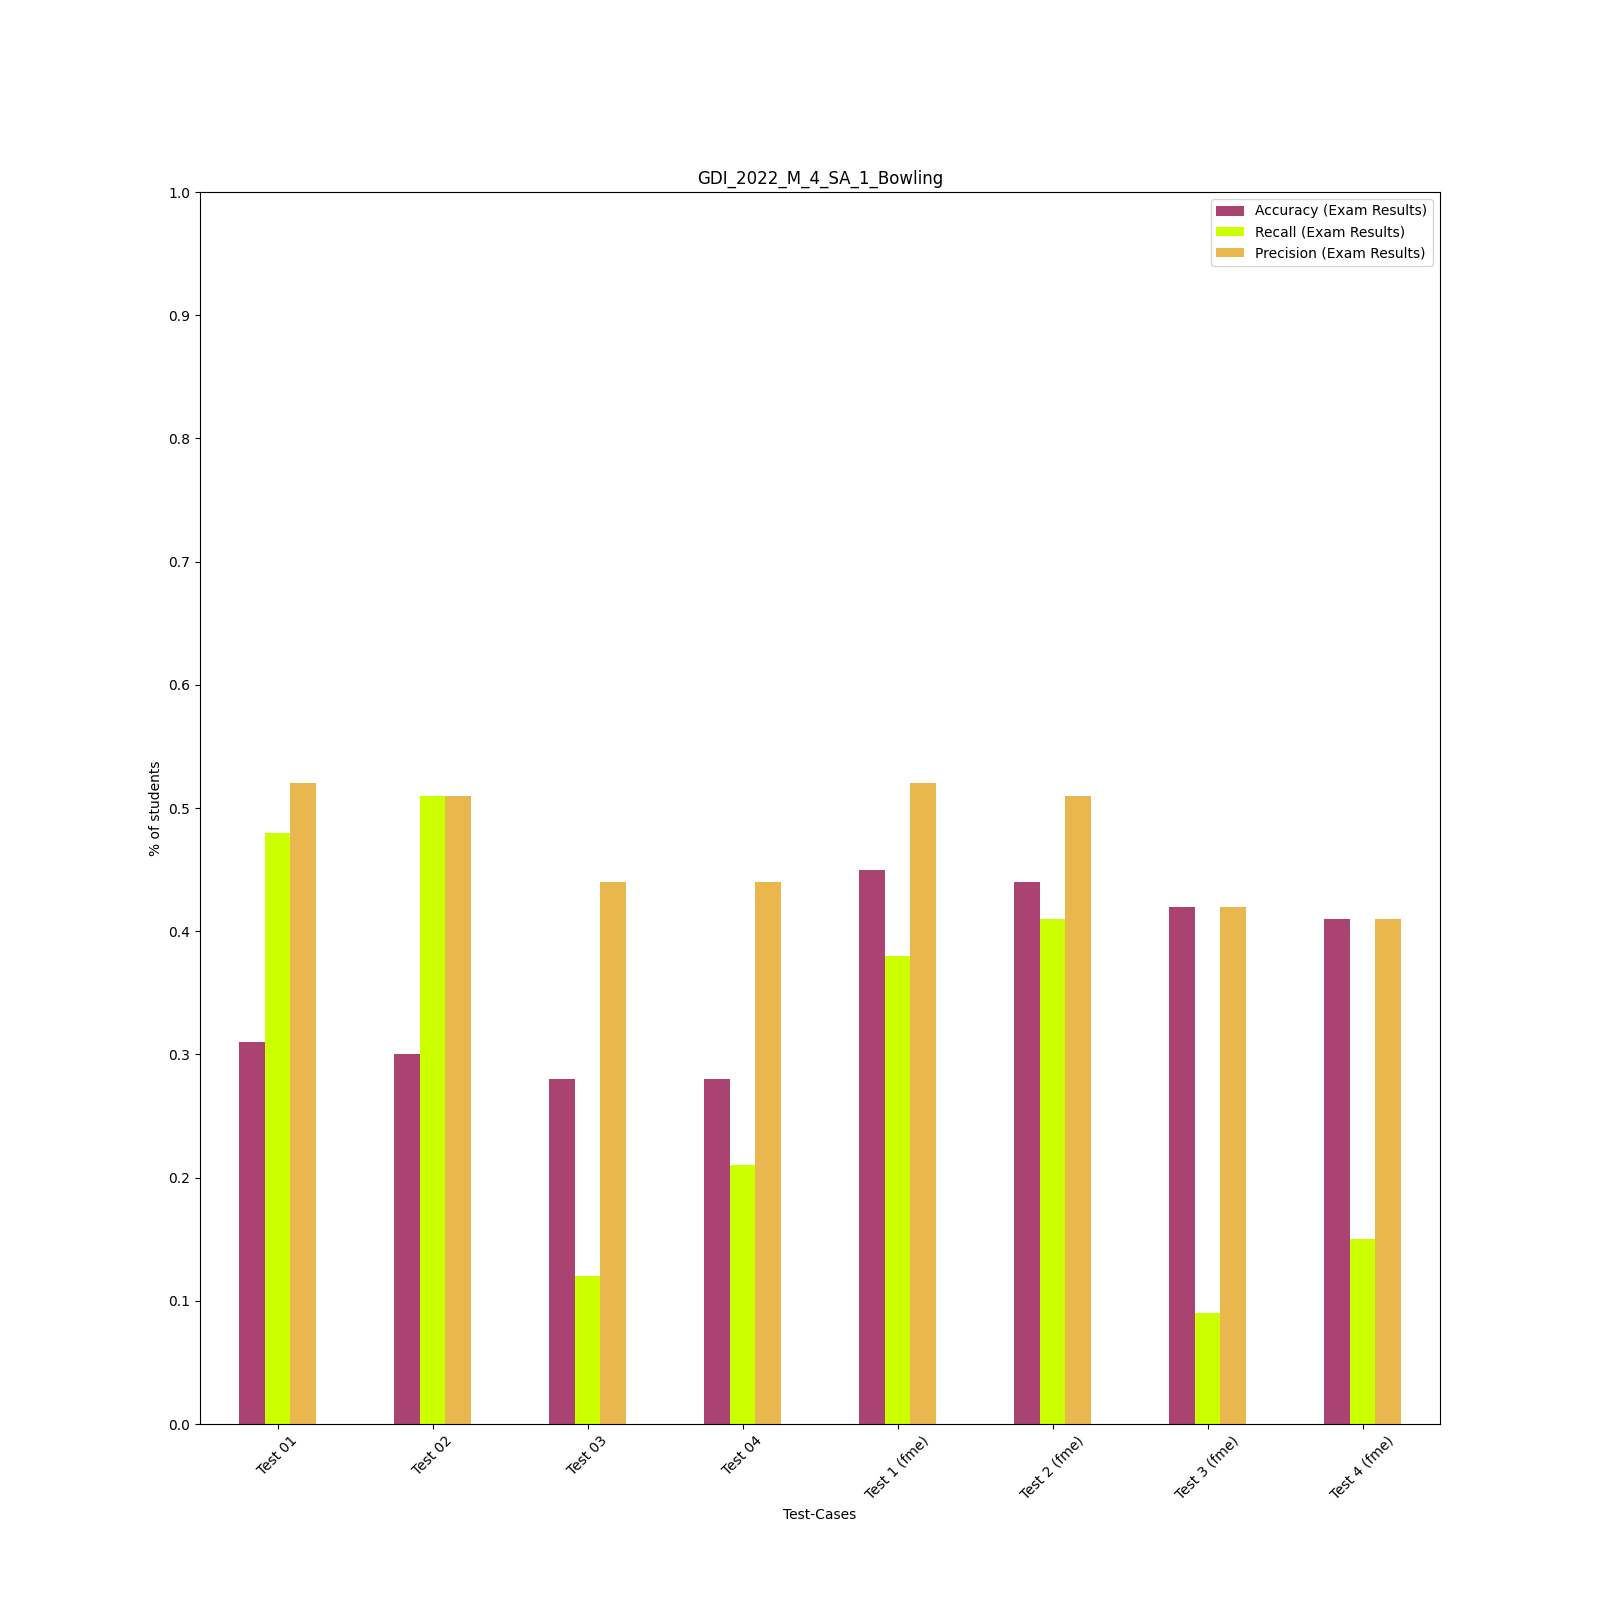 GDI_2022_M_4_SA_1_Bowling
Accuracy (Exam Results)
Recall (Exam Results)
Precision (Exam Results)
1.0
0.9
0.8
0.7
0.6
0.5
0.4
0.3
0.2
0.1
0.0
% of students
Test 01
Test 02
Test 03
Test 04
Test 1 (fme)
Test 2 (fme)
Test 3 (fme)
Test 4 (fme)
Test-Cases